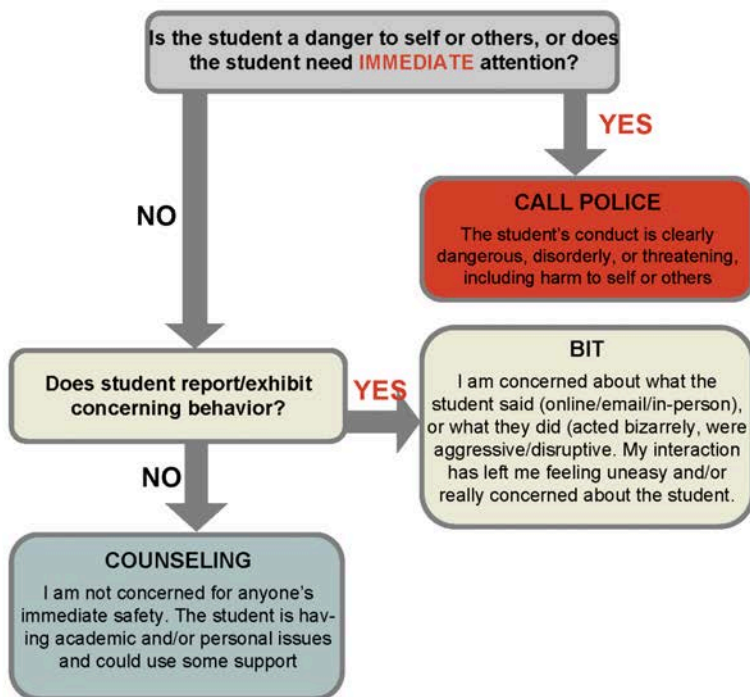 Is the student a danger to self or others, or does
the student need IMMEDIATE attention?
YES
CALL POLICE
The student's conduct is clearly
dangerous, disorderly, or threatening,
including harm to self or others
NO
Does student report/exhibit
concerning behavior?
YES
BIT
I am concerned about what the
student said (online/email/in-person),
or what they did (acted bizarrely, were
aggressive/disruptive. My interaction
has left me feeling uneasy and/or
really concerned about the student.
NO
COUNSELING
I am not concerned for anyone's
immediate safety. The student is hav-
ing academic and/or personal issues
and could use some support